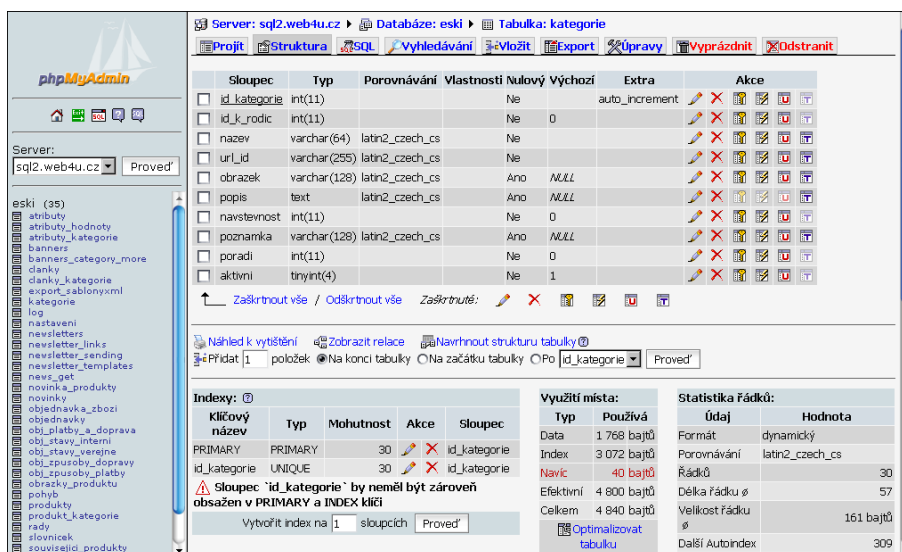 Server: sql2.web4u.cz Databáze: eski Tabulka: kategorie
Projít Struktura SQL Vyhledávání Vložit Export Úpravy Vyprázdnit Odstranit
phpMyAdmin
Server:
sql2.web4u.cz Proveď
eski (35)
atributy
atributy_hodnoty
atributy_kategorie
banners
banners_category_more
clanky
clanky_kategorie
export_sablonyxml
kategorie
log
nastaveni
newsletters
newsletter_links
newsletter_sending
newsletter_templates
news_get
novinka_produkty
novinky
objednavka_zbozi
objednavky
obj_platby_a_doprava
obj_stavy_interni
obj_stavy_verejne
obj_zpusoby_dopravy
obj_zpusoby_platby
obrazky_produktu
pohyb
produkty
produkt_kategorie
rady
slovnicek
souvisejici_produkty
Sloupec Typ Porovnávání Vlastnosti Nulový Výchozí Extra Akce
id_kategorie int(11) Ne auto_increment
id_k_rodic int(11) Ne 0
nazev varchar(64) latin2_czech_cs Ne
url_id varchar(255) latin2_czech_cs Ne
obrazek varchar(128) latin2_czech_cs Ano NULL
popis text latin2_czech_cs Ano NULL
navstevnost int(11) Ne 0
poznamka varchar(128) latin2_czech_cs Ano NULL
poradi int(11) Ne 0
aktivni tinyint(4) Ne 1
Zaškrtnout vše / Odškrtnout vše Zaškrtnuté:
Náhled k vytištění Zobrazit relace Navrhnout strukturu tabulky
Přidat 1 položek Na konci tabulky Na začátku tabulky Po id_kategorie Proveď
Indexy:
Klíčový název Typ Mohutnost Akce Sloupec
PRIMARY PRIMARY 30 id_kategorie
id_kategorie UNIQUE 30 id_kategorie
Sloupec `id_kategorie` by neměl být zároveň
obsažen v PRIMARY a INDEX klíči
Vytvořit index na 1 sloupcích Proveď
Využití místa:
Typ Používá
Data 1 768 bajtů
Index 3 072 bajtů
Navíc 40 bajtů
Efektivní 4 800 bajtů
Celkem 4 840 bajtů
Optimalizovat
tabulku
Statistika řádků:
Údaj Hodnota
Formát dynamický
Porovnávání latin2_czech_cs
Řádků 30
Délka řádku ø 57
Velikost řádku ø 161 bajtů
Další Autoindex 309